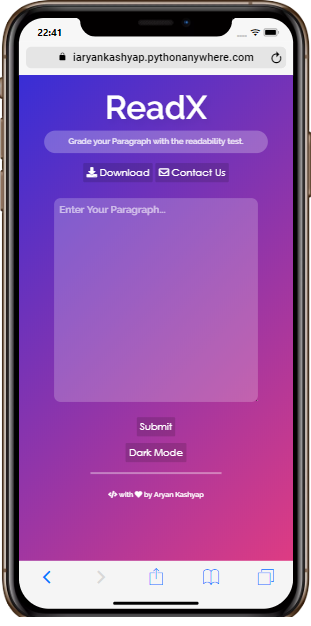 22:41
iaryankashyap.pythonanywhere.com
ReadX
Grade your Paragraph with the readability test.
Download Contact Us
Enter Your Paragraph...
Submit
Dark Mode
</> with ♥ by Aryan Kashyap